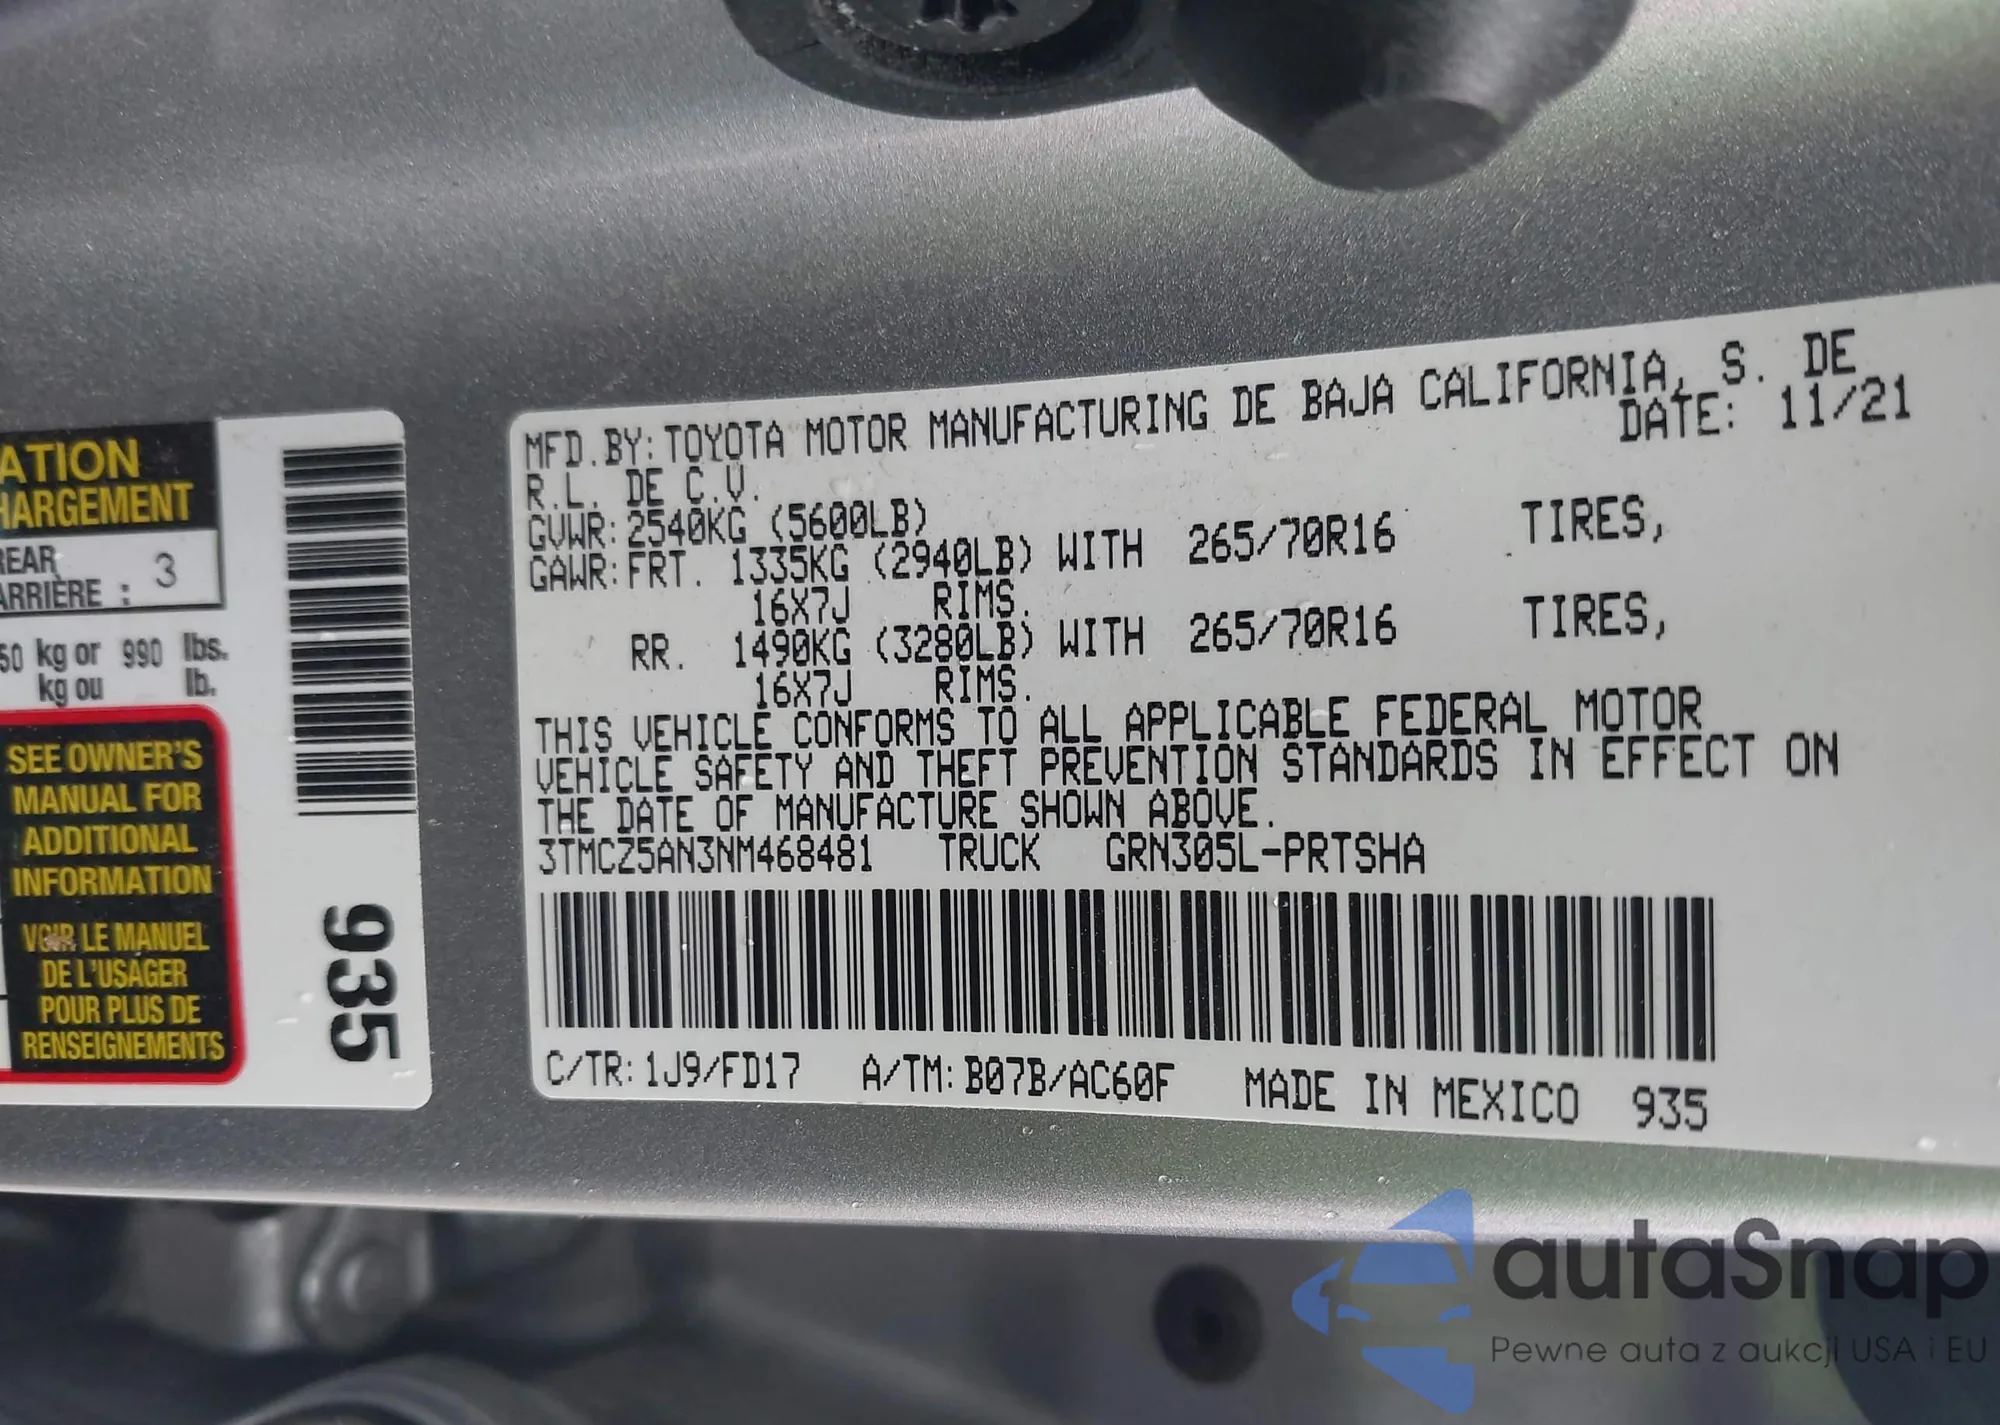 ATION
HARGEMENT
REAR
ARRIÈRE : 3
50 kg or 990 lbs.
kg ou lb.
SEE OWNER'S
MANUAL FOR
ADDITIONAL
INFORMATION
VOIR LE MANUEL
DE L'USAGER
POUR PLUS DE
RENSEIGNEMENTS
935
MFD.BY:TOYOTA MOTOR MANUFACTURING DE BAJA CALIFORNIA, S. DE
R.L. DE C.V. DATE: 11/21
GVWR:2540KG (5600LB)
GAWR:FRT. 1335KG (2940LB) WITH 265/70R16 TIRES,
16X7J RIMS.
RR. 1490KG (3280LB) WITH 265/70R16 TIRES,
16X7J RIMS.
THIS VEHICLE CONFORMS TO ALL APPLICABLE FEDERAL MOTOR
VEHICLE SAFETY AND THEFT PREVENTION STANDARDS IN EFFECT ON
THE DATE OF MANUFACTURE SHOWN ABOVE.
3TMCZ5AN3NM468481 TRUCK GRN305L-PRTSHA
C/TR:1J9/FD17 A/TM:B07B/AC60F MADE IN MEXICO 935
autaSnap
Pewne auta z aukcji USA i EU